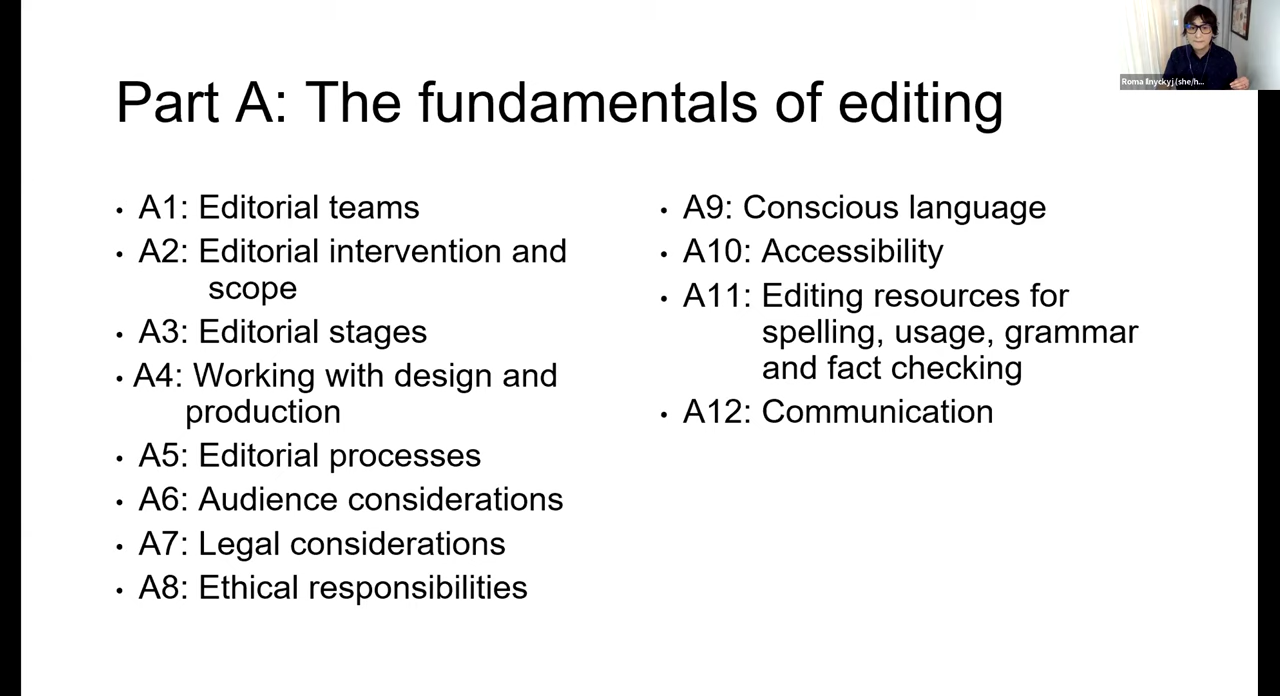 Part A: The fundamentals of editing
• A1: Editorial teams
• A2: Editorial intervention and
scope
• A3: Editorial stages
• A4: Working with design and
production
• A5: Editorial processes
• A6: Audience considerations
• A7: Legal considerations
• A8: Ethical responsibilities
• A9: Conscious language
• A10: Accessibility
• A11: Editing resources for
spelling, usage, grammar
and fact checking
• A12: Communication
Roma Ilnyckyj (she/h...